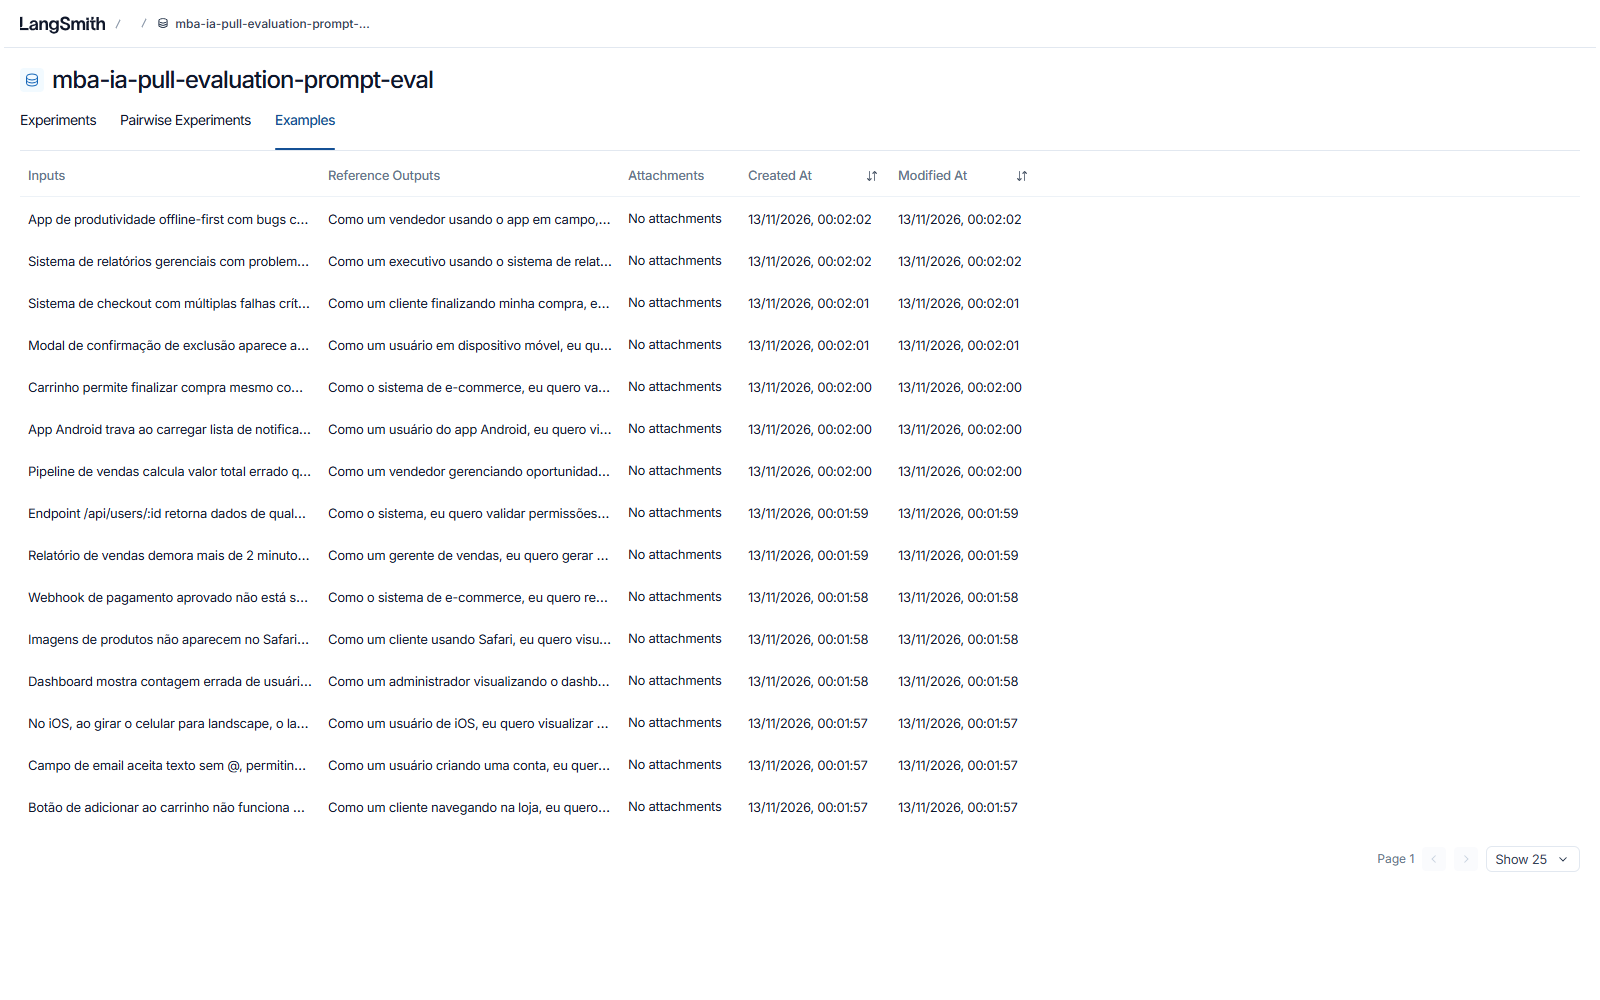 LangSmith / / mba-ia-pull-evaluation-prompt-...
mba-ia-pull-evaluation-prompt-eval
Experiments Pairwise Experiments Examples
Inputs Reference Outputs Attachments Created At Modified At
App de produtividade offline-first com bugs c... Como um vendedor usando o app em campo,... No attachments 13/11/2026, 00:02:02 13/11/2026, 00:02:02
Sistema de relatórios gerenciais com problem... Como um executivo usando o sistema de relat... No attachments 13/11/2026, 00:02:02 13/11/2026, 00:02:02
Sistema de checkout com múltiplas falhas crít... Como um cliente finalizando minha compra, e... No attachments 13/11/2026, 00:02:01 13/11/2026, 00:02:01
Modal de confirmação de exclusão aparece a... Como um usuário em dispositivo móvel, eu qu... No attachments 13/11/2026, 00:02:01 13/11/2026, 00:02:01
Carrinho permite finalizar compra mesmo co... Como o sistema de e-commerce, eu quero va... No attachments 13/11/2026, 00:02:00 13/11/2026, 00:02:00
App Android trava ao carregar lista de notifica... Como um usuário do app Android, eu quero vi... No attachments 13/11/2026, 00:02:00 13/11/2026, 00:02:00
Pipeline de vendas calcula valor total errado q... Como um vendedor gerenciando oportunidad... No attachments 13/11/2026, 00:02:00 13/11/2026, 00:02:00
Endpoint /api/users/:id retorna dados de qual... Como o sistema, eu quero validar permissões... No attachments 13/11/2026, 00:01:59 13/11/2026, 00:01:59
Relatório de vendas demora mais de 2 minuto... Como um gerente de vendas, eu quero gerar ... No attachments 13/11/2026, 00:01:59 13/11/2026, 00:01:59
Webhook de pagamento aprovado não está s... Como o sistema de e-commerce, eu quero re... No attachments 13/11/2026, 00:01:58 13/11/2026, 00:01:58
Imagens de produtos não aparecem no Safari... Como um cliente usando Safari, eu quero visu... No attachments 13/11/2026, 00:01:58 13/11/2026, 00:01:58
Dashboard mostra contagem errada de usuári... Como um administrador visualizando o dashb... No attachments 13/11/2026, 00:01:58 13/11/2026, 00:01:58
No iOS, ao girar o celular para landscape, o la... Como um usuário de iOS, eu quero visualizar ... No attachments 13/11/2026, 00:01:57 13/11/2026, 00:01:57
Campo de email aceita texto sem @, permitin... Como um usuário criando uma conta, eu quer... No attachments 13/11/2026, 00:01:57 13/11/2026, 00:01:57
Botão de adicionar ao carrinho não funciona ... Como um cliente navegando na loja, eu quero... No attachments 13/11/2026, 00:01:57 13/11/2026, 00:01:57
Page 1 Show 25